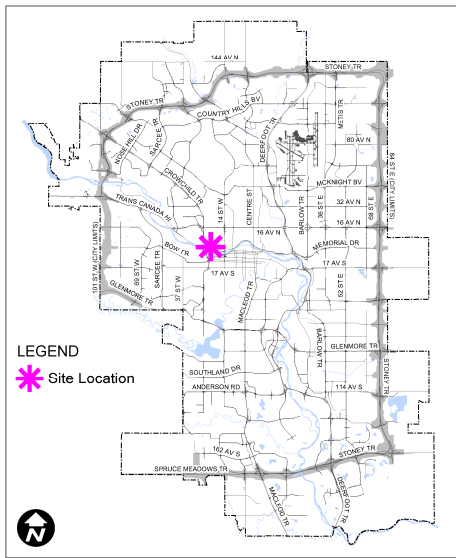 144 AV N
STONEY TR
STONEY TR
COUNTRY HILLS BV
NOSE HILL DR
SARCEE TR
DEERFOOT TR
METIS TR
80 AV N
CROWCHILD TR
MCKNIGHT BV
84 ST E (CITY LIMITS)
TRANS CANADA HI
14 ST W
CENTRE ST
BARLOW TR
36 ST E
32 AV N
68 ST E
16 AV N
16 AV N
101 ST W (CITY LIMITS)
BOW TR
MEMORIAL DR
69 ST W
SARCEE TR
37 ST W
17 AV S
17 AV S
GLENMORE TR
MACLEOD TR
52 ST E
BARLOW TR
GLENMORE TR
LEGEND
Site Location
SOUTHLAND DR
STONEY TR
ANDERSON RD
114 AV S
162 AV S
STONEY TR
SPRUCE MEADOWS TR
MACLEOD TR
DEERFOOT TR
N